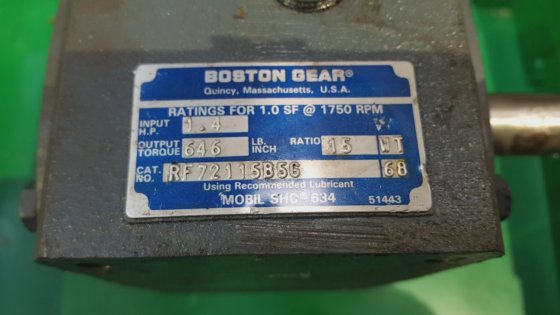 BOSTON GEAR®
Quincy, Massachusetts, U.S.A.
RATINGS FOR 1.0 SF @ 1750 RPM
INPUT H.P. 1.4
OUTPUT TORQUE 646 LB. INCH RATIO 15 WT
CAT. NO. RF72115B5G 68
Using Recommended Lubricant
MOBIL SHC® 634 51443